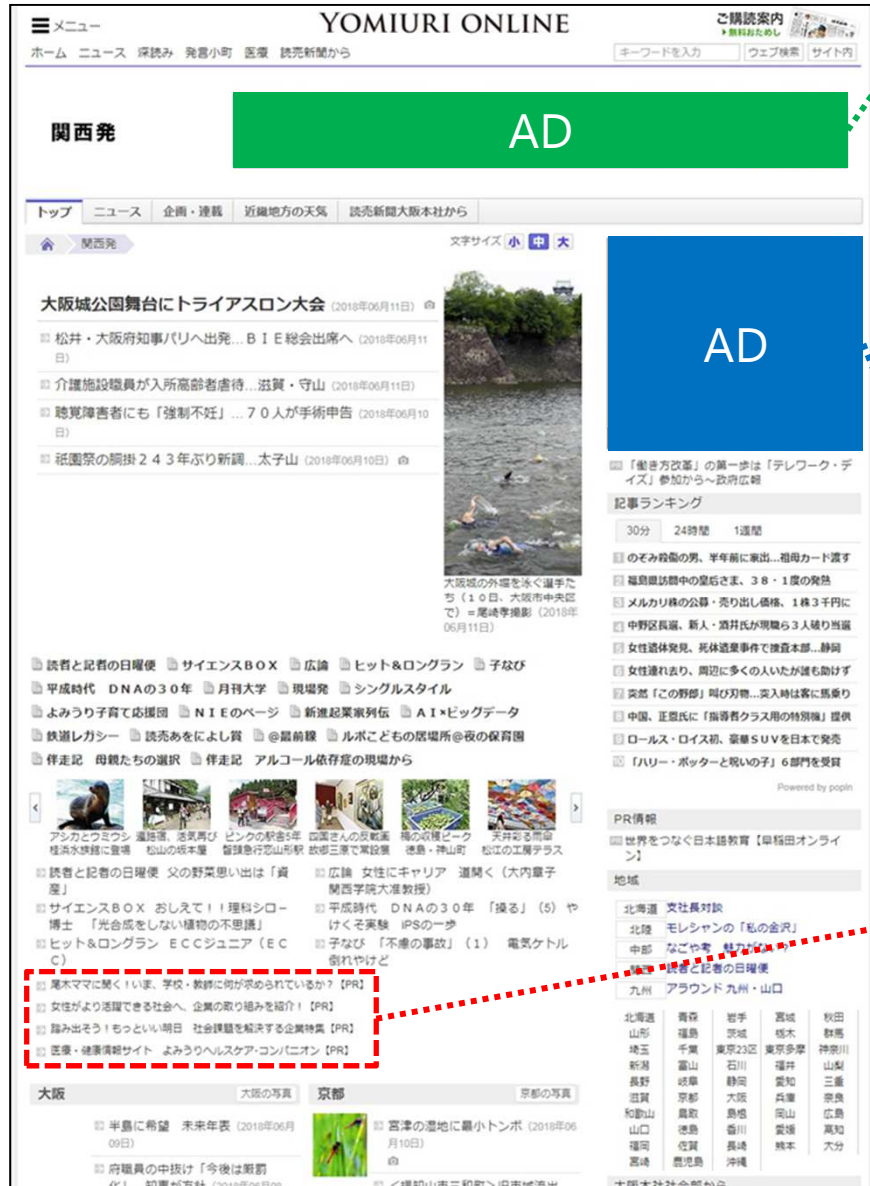 メニュー
YOMIURI ONLINE
ご購読案内
▶無料おためし
ホーム ニュース 深読み 発言小町 医療 読売新聞から
キーワードを入力 ウェブ検索 サイト内
関西発
AD
トップ ニュース 企画・連載 近畿地方の天気 読売新聞大阪本社から
関西発
文字サイズ 小 中 大
大阪城公園舞台にトライアスロン大会 (2018年06月11日)
松井・大阪府知事パリへ出発…ＢＩＥ総会出席へ (2018年06月11
日)
介護施設職員が入所高齢者虐待…滋賀・守山 (2018年06月11日)
聴覚障害者にも「強制不妊」…７０人が手術申告 (2018年06月10
日)
祇園祭の胴掛２４３年ぶり新調…太子山 (2018年06月10日)
大阪城の外堀を泳ぐ選手た
ち（１０日、大阪市中央区
で）＝尾崎孝撮影 (2018年
06月11日)
読者と記者の日曜便 サイエンスＢＯＸ 広論 ヒット＆ロングラン 子なび
平成時代 ＤＮＡの３０年 月刊大学 現場発 シングルスタイル
よみうり子育て応援団 ＮＩＥのページ 新進起業家列伝 ＡＩ×ビッグデータ
鉄道レガシー 読売あをによし賞 @最前線 ルポこどもの居場所@夜の保育園
伴走記 母親たちの選択 伴走記 アルコール依存症の現場から
アシカとウミウシ
桂浜水族館に登場
遍路宿、活気再び
松山の坂本屋
ピンクの駅舎5年
智頭急行恋山形駅
四国さんの反戦画
故郷三原で常設展
梅の収穫ピーク
徳島・神山町
天井彩る雨傘
松江の工房テラス
読者と記者の日曜便 父の野菜思い出は「資
産」
広論 女性にキャリア 道開く（大内章子
関西学院大准教授）
サイエンスＢＯＸ おしえて！！理科シロー
博士 「光合成をしない植物の不思議」
平成時代 ＤＮＡの３０年 「操る」（5） や
けくそ実験 iPSの一歩
ヒット＆ロングラン ＥＣＣジュニア（ＥＣ
Ｃ）
子なび 「不慮の事故」（1） 電気ケトル
倒れやけど
尾木ママに聞く！いま、学校・教師に何が求められているか？【PR】
女性がより活躍できる社会へ、企業の取り組みを紹介！【PR】
踏み出そう！もっといい明日 社会課題を解決する企業特集【PR】
医療・健康情報サイト よみうりヘルスケア・コンパニオン【PR】
大阪 大阪の写真
京都 京都の写真
半島に希望 未来年表 (2018年06月
09日)
宮津の湿地に最小トンボ (2018年06
月10日)
府職員の中抜け「今後は厳罰
＜福知山市三和町＞旧市域流出
AD
「働き方改革」の第一歩は「テレワーク・デ
イズ」参加から～政府広報
記事ランキング
30分 24時間 1週間
1 のぞみ殺傷の男、半年前に家出…祖母カード渡す
2 福島県訪問中の皇后さま、３８・１度の発熱
3 メルカリ株の公募・売り出し価格、１株３千円に
4 中野区長選、新人・酒井氏が現職ら３人破り当選
5 女性遺体発見、死体遺棄事件で捜査本部…静岡
6 女性連れ去り、周辺に多くの人いたが誰も助けず
7 突然「この野郎」叫び刃物…突入時は客に馬乗り
8 中国、正恩氏に「指導者クラス用の特別機」提供
9 ロールス・ロイス初、豪華ＳＵＶを日本で発売
10 「ハリー・ポッターと呪いの子」６部門を受賞
Powered by popIn
PR情報
世界をつなぐ日本語教育【早稲田オンライ
ン】
地域
北海道 支社長対談
北陸 モレシャンの「私の金沢」
中部 なごや考 魅力がない？
関西 読者と記者の日曜便
九州 アラウンド九州・山口
北海道 青森 岩手 宮城 秋田
山形 福島 茨城 栃木 群馬
埼玉 千葉 東京23区 東京多摩 神奈川
新潟 富山 石川 福井 山梨
長野 岐阜 静岡 愛知 三重
滋賀 京都 大阪 兵庫 奈良
和歌山 鳥取 島根 岡山 広島
山口 徳島 香川 愛媛 高知
福岡 佐賀 長崎 熊本 大分
宮崎 鹿児島 沖縄
大阪本社社会部から